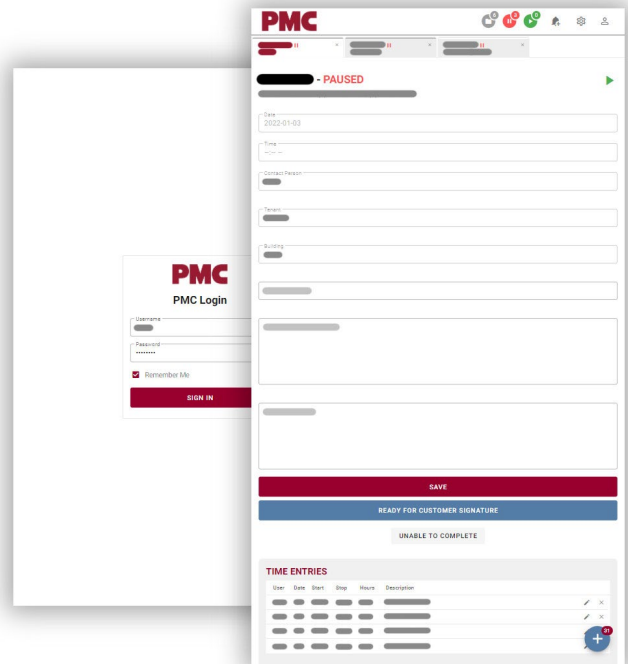 PMC
PMC Login
Username
Password
Remember Me
SIGN IN
PMC
- PAUSED
Date
2022-01-03
Time
--:-- --
Contact Person
Tenant
Building
SAVE
READY FOR CUSTOMER SIGNATURE
UNABLE TO COMPLETE
TIME ENTRIES
User Date Start Stop Hours Description
31